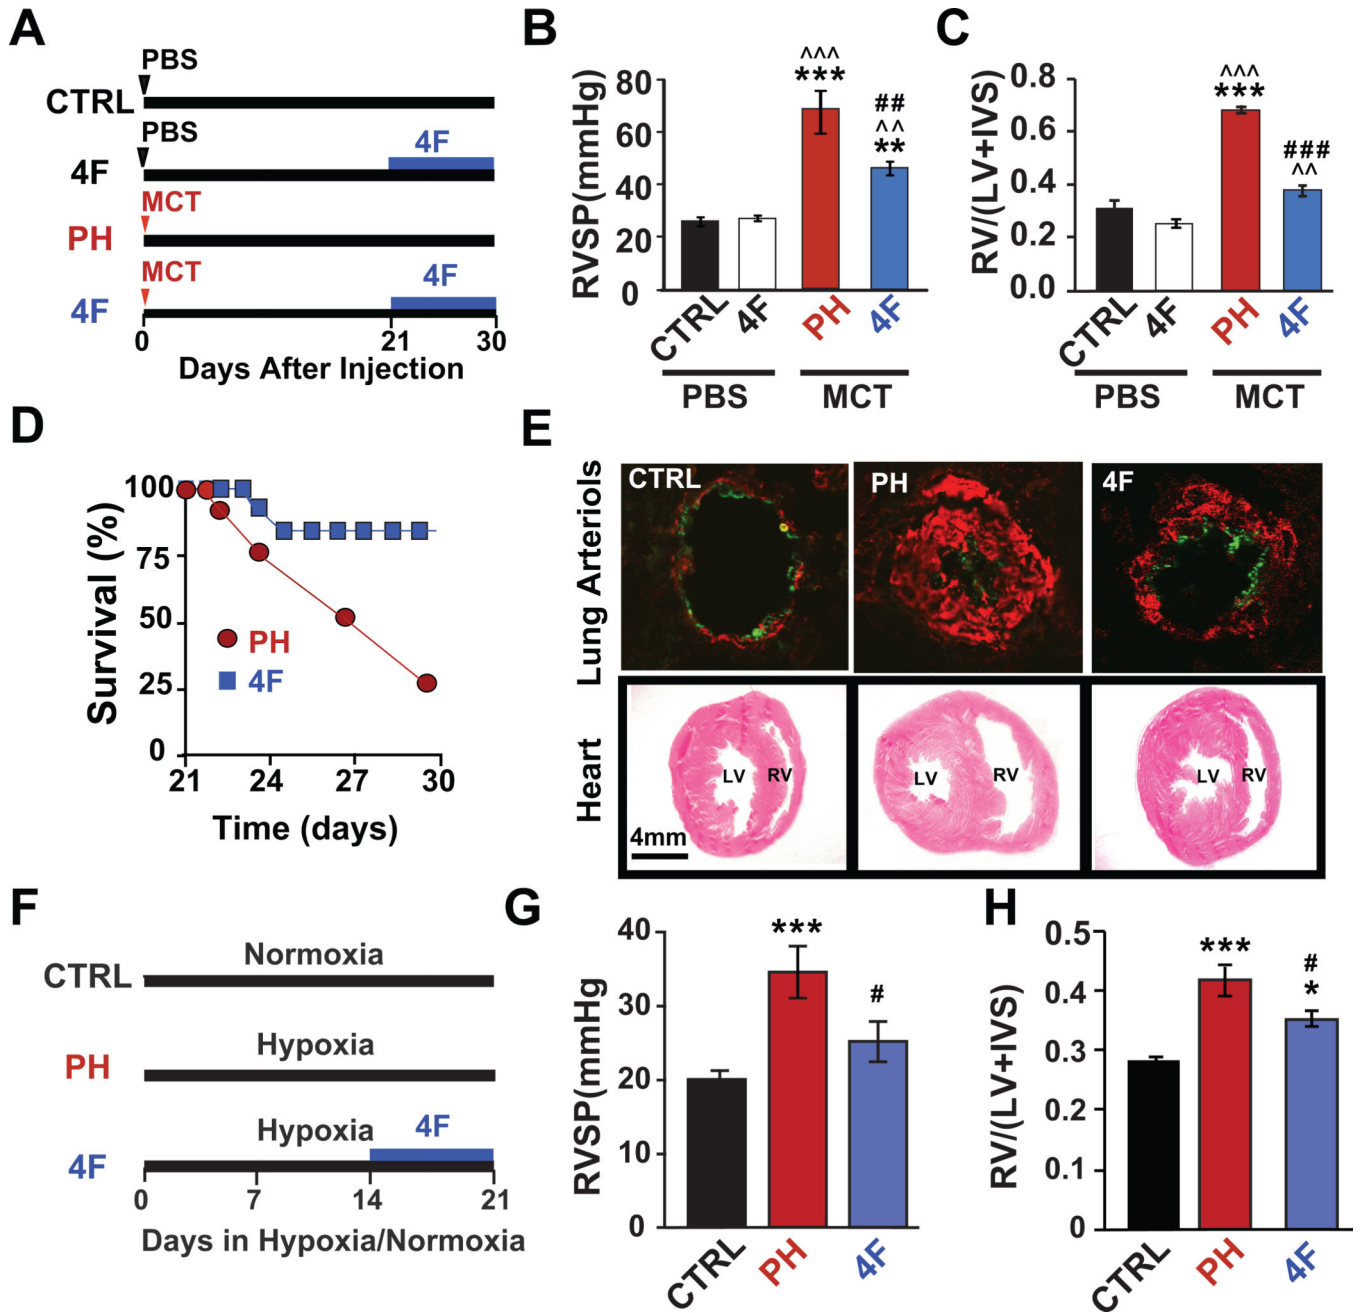 A
PBS
CTRL
PBS
4F
4F
MCT
PH
MCT
4F
4F
0 21 30
Days After Injection
B
RVSP(mmHg)
80
60
40
20
0
^^^
***
##
^^
**
CTRL 4F PH 4F
PBS MCT
C
RV/(LV+IVS)
0.8
0.6
0.4
0.2
0.0
^^^
***
###
^^
CTRL 4F PH 4F
PBS MCT
D
Survival (%)
100
75
50
25
0
PH
4F
21 24 27 30
Time (days)
E
Lung Arteriols
CTRL PH 4F
Heart
LV RV LV RV LV RV
4mm
F
Normoxia
CTRL
Hypoxia
PH
Hypoxia
4F
4F
0 7 14 21
Days in Hypoxia/Normoxia
G
RVSP(mmHg
40
30
20
10
0
***
#
CTRL PH 4F
H
RV/(LV+IVS)
0.5
0.4
0.3
0.2
0.1
0
***
#
*
CTRL PH 4F